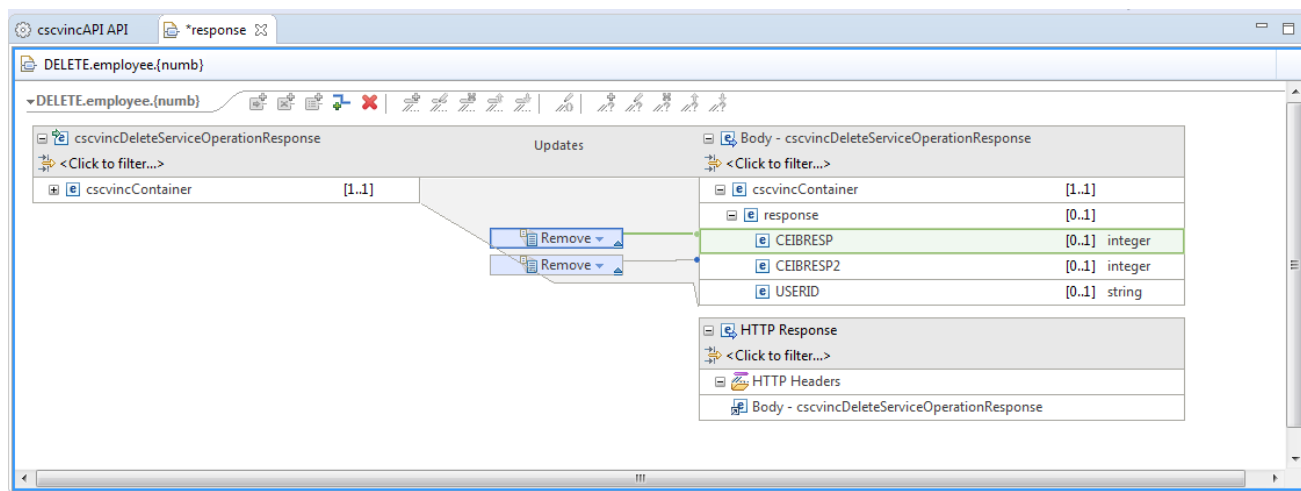 cscvincAPI API
*response
DELETE.employee.{numb}
DELETE.employee.{numb}
cscvincDeleteServiceOperationResponse
Updates
Body - cscvincDeleteServiceOperationResponse
<Click to filter...>
<Click to filter...>
cscvincContainer [1..1]
cscvincContainer [1..1]
response [0..1]
Remove
CEIBRESP [0..1] integer
Remove
CEIBRESP2 [0..1] integer
USERID [0..1] string
HTTP Response
<Click to filter...>
HTTP Headers
Body - cscvincDeleteServiceOperationResponse